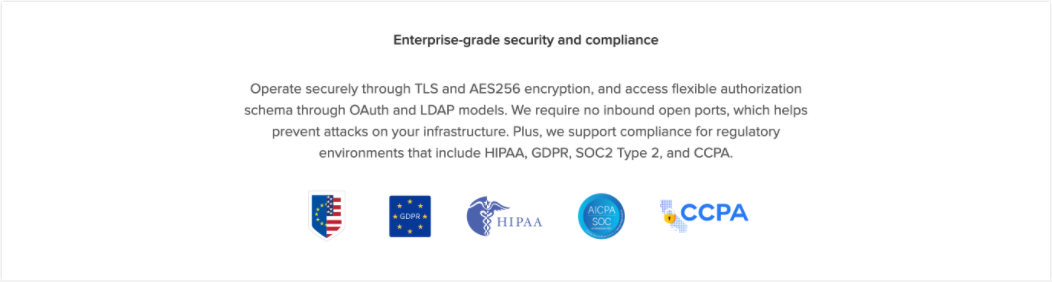 Enterprise-grade security and compliance
Operate securely through TLS and AES256 encryption, and access flexible authorization
schema through OAuth and LDAP models. We require no inbound open ports, which helps
prevent attacks on your infrastructure. Plus, we support compliance for regulatory
environments that include HIPAA, GDPR, SOC2 Type 2, and CCPA.
GDPR
HIPAA
AICPA
SOC
CCPA